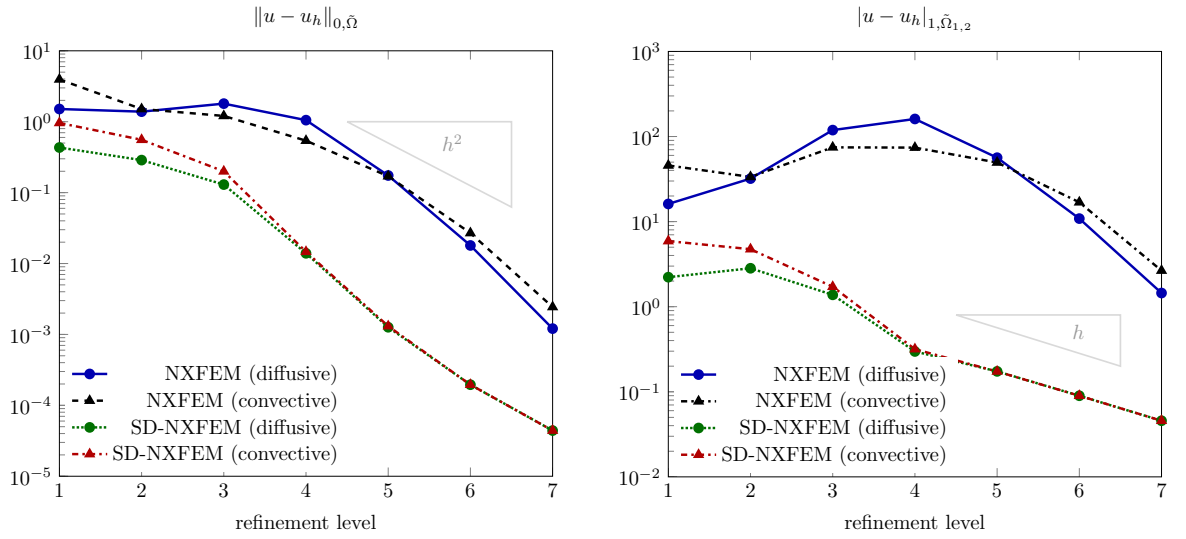 ‖u − u_h‖_{0,Ω̃}
10^1
10^0
10^{−1}
10^{−2}
10^{−3}
10^{−4}
10^{−5}
h^2
NXFEM (diffusive)
NXFEM (convective)
SD-NXFEM (diffusive)
SD-NXFEM (convective)
1 2 3 4 5 6 7
refinement level
|u − u_h|_{1,Ω̃_{1,2}}
10^3
10^2
10^1
10^0
10^{−1}
10^{−2}
h
NXFEM (diffusive)
NXFEM (convective)
SD-NXFEM (diffusive)
SD-NXFEM (convective)
1 2 3 4 5 6 7
refinement level